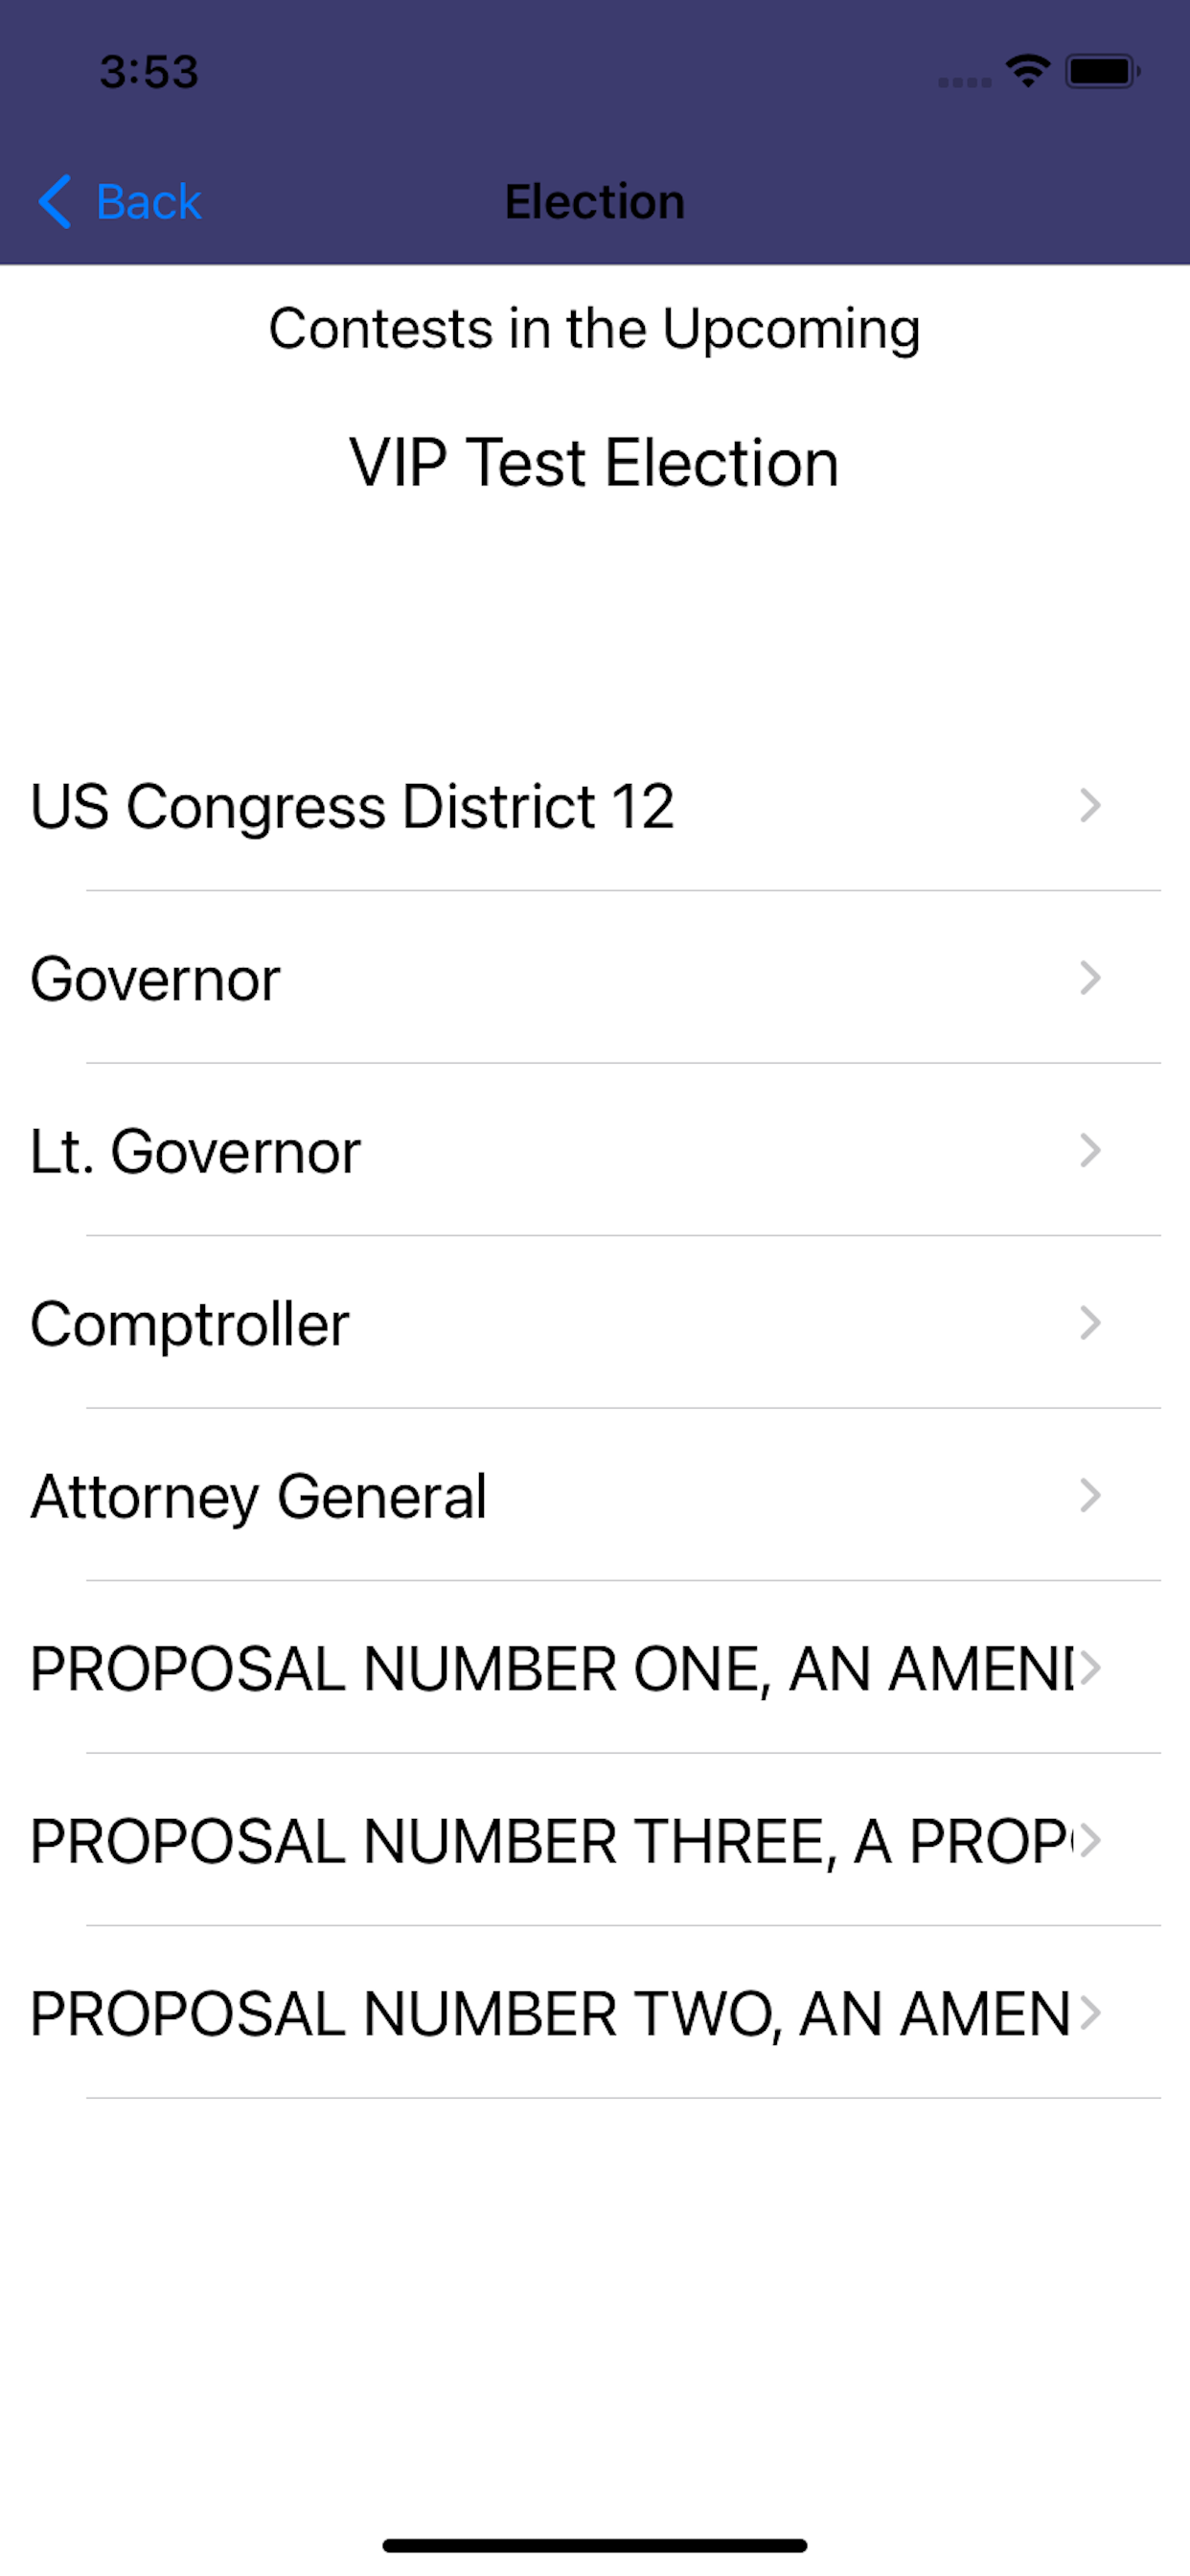 3:53
Back
Election
Contests in the Upcoming
VIP Test Election
US Congress District 12
Governor
Lt. Governor
Comptroller
Attorney General
PROPOSAL NUMBER ONE, AN
PROPOSAL NUMBER THREE, A PROP
PROPOSAL NUMBER TWO, AN AMEN